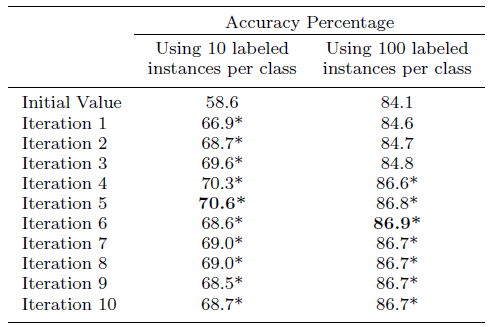 Accuracy Percentage
Using 10 labeled Using 100 labeled
instances per class instances per class
Initial Value 58.6 84.1
Iteration 1 66.9* 84.6
Iteration 2 68.7* 84.7
Iteration 3 69.6* 84.8
Iteration 4 70.3* 86.6*
Iteration 5 70.6* 86.8*
Iteration 6 68.6* 86.9*
Iteration 7 69.0* 86.7*
Iteration 8 69.0* 86.7*
Iteration 9 68.5* 86.7*
Iteration 10 68.7* 86.7*